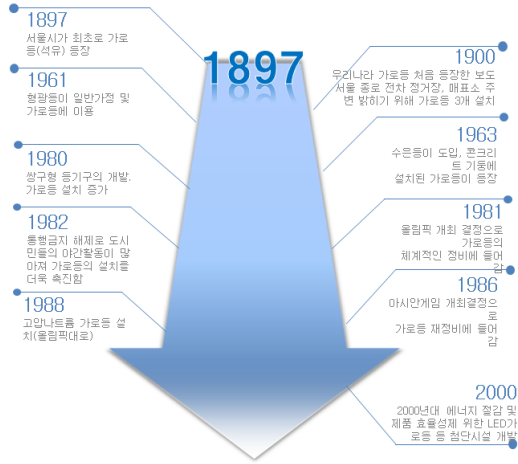 1897
서울시가 최초로 가로
등(석유) 등장
1961
형광등이 일반가정 및
가로등에 이용
1980
쌍구형 등기구의 개발.
가로등 설치 증가
1982
통행금지 해제로 도시
민들의 야간활동이 많
아져 가로등의 설치를
더욱 촉진함
1988
고압나트륨 가로등 설
치(올림픽대로)
1897
1900
우리나라 가로등 처음 등장한 보도
서울 종로 전차 정거장, 매표소 주
변 밝히기 위해 가로등 3개 설치
1963
수은등이 도입, 콘크리
트 기둥에
설치된 가로등이 등장
1981
올림픽 개최 결정으로
가로등의
체계적인 정비에 들어
감
1986
아시안게임 개최결정으
로
가로등 재정비에 들어
감
2000
2000년대 에너지 절감 및
제품 효율성제 위한 LED가
로등 등 첨단시설 개발